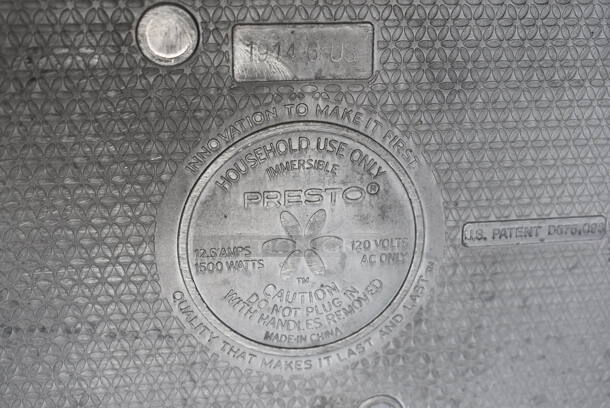 INNOVATION TO MAKE IT FIRST
HOUSEHOLD USE ONLY
IMMERSIBLE
PRESTO®
12.5 AMPS
1500 WATTS
120 VOLTS
AC ONLY
™
CAUTION
DO NOT PLUG IN
WITH HANDLES REMOVED
MADE IN CHINA
QUALITY THAT MAKES IT LAST AND LAST™
U.S. PATENT